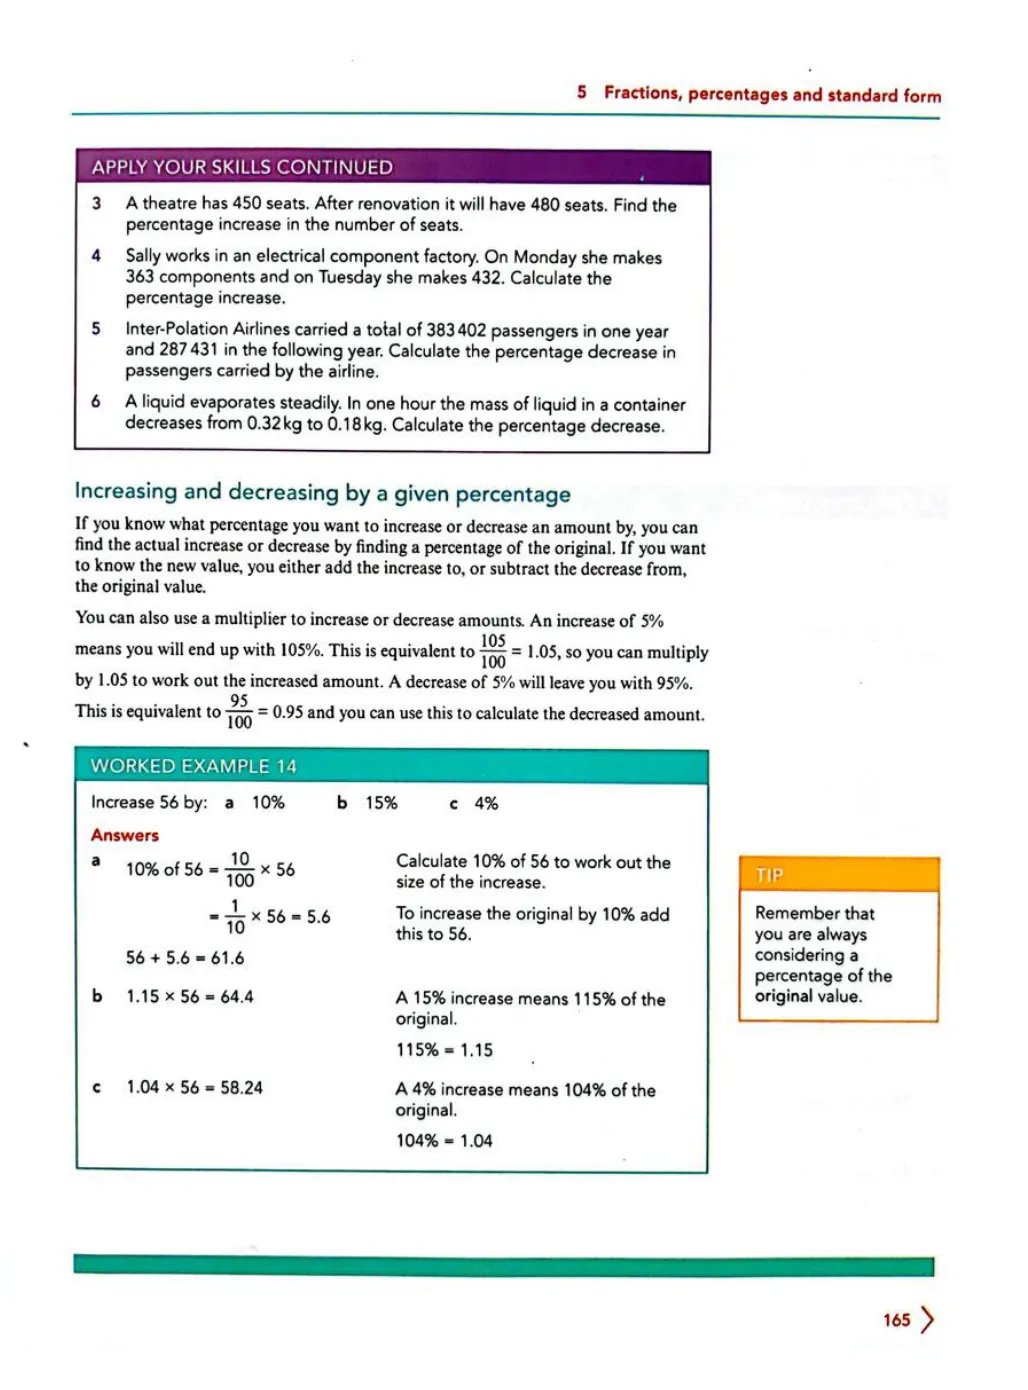 5 Fractions, percentages and standard form
APPLY YOUR SKILLS CONTINUED
3 A theatre has 450 seats. After renovation it will have 480 seats. Find the
percentage increase in the number of seats.
4 Sally works in an electrical component factory. On Monday she makes
363 components and on Tuesday she makes 432. Calculate the
percentage increase.
5 Inter-Polation Airlines carried a total of 383 402 passengers in one year
and 287 431 in the following year. Calculate the percentage decrease in
passengers carried by the airline.
6 A liquid evaporates steadily. In one hour the mass of liquid in a container
decreases from 0.32 kg to 0.18 kg. Calculate the percentage decrease.
Increasing and decreasing by a given percentage
If you know what percentage you want to increase or decrease an amount by, you can
find the actual increase or decrease by finding a percentage of the original. If you want
to know the new value, you either add the increase to, or subtract the decrease from,
the original value.
You can also use a multiplier to increase or decrease amounts. An increase of 5%
means you will end up with 105%. This is equivalent to 105/100 = 1.05, so you can multiply
by 1.05 to work out the increased amount. A decrease of 5% will leave you with 95%.
This is equivalent to 95/100 = 0.95 and you can use this to calculate the decreased amount.
WORKED EXAMPLE 14
Increase 56 by: a 10% b 15% c 4%
Answers
a 10% of 56 = 10/100 × 56
Calculate 10% of 56 to work out the
size of the increase.
= 1/10 × 56 = 5.6
To increase the original by 10% add
this to 56.
56 + 5.6 = 61.6
b 1.15 × 56 = 64.4
A 15% increase means 115% of the
original.
115% = 1.15
c 1.04 × 56 = 58.24
A 4% increase means 104% of the
original.
104% = 1.04
TIP
Remember that
you are always
considering a
percentage of the
original value.
165